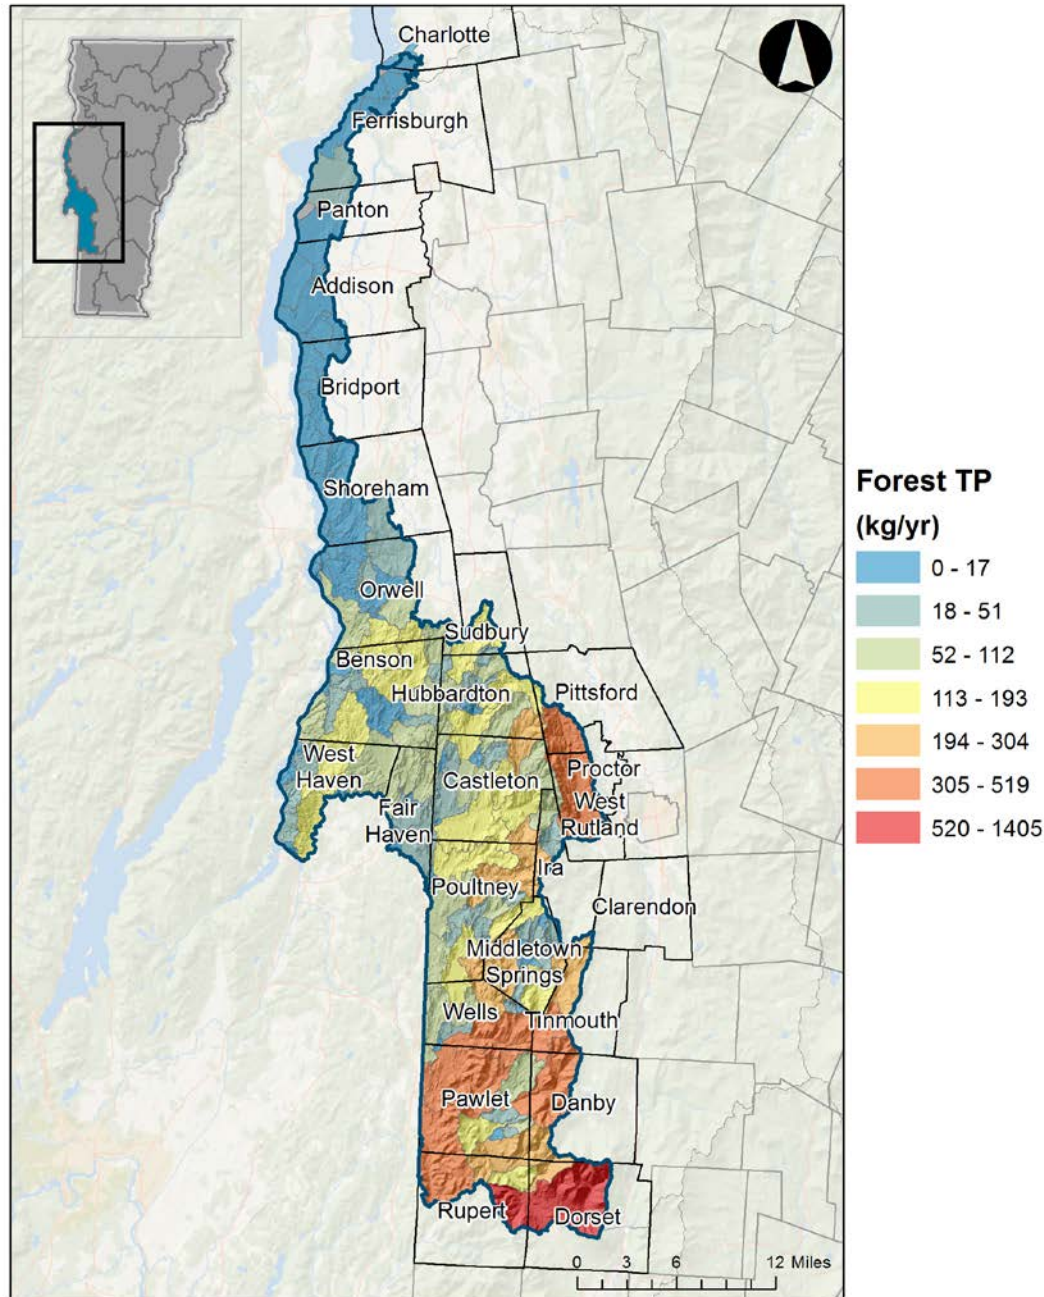 Charlotte
Ferrisburgh
Panton
Addison
Bridport
Shoreham
Orwell
Sudbury
Benson
Hubbardton
Pittsford
West
Haven
Castleton
Proctor
West
Rutland
Fair
Haven
Ira
Poultney
Clarendon
Middletown
Springs
Wells
Tinmouth
Pawlet
Danby
Rupert
Dorset
0 3 6 12 Miles
Forest TP
(kg/yr)
0 - 17
18 - 51
52 - 112
113 - 193
194 - 304
305 - 519
520 - 1405